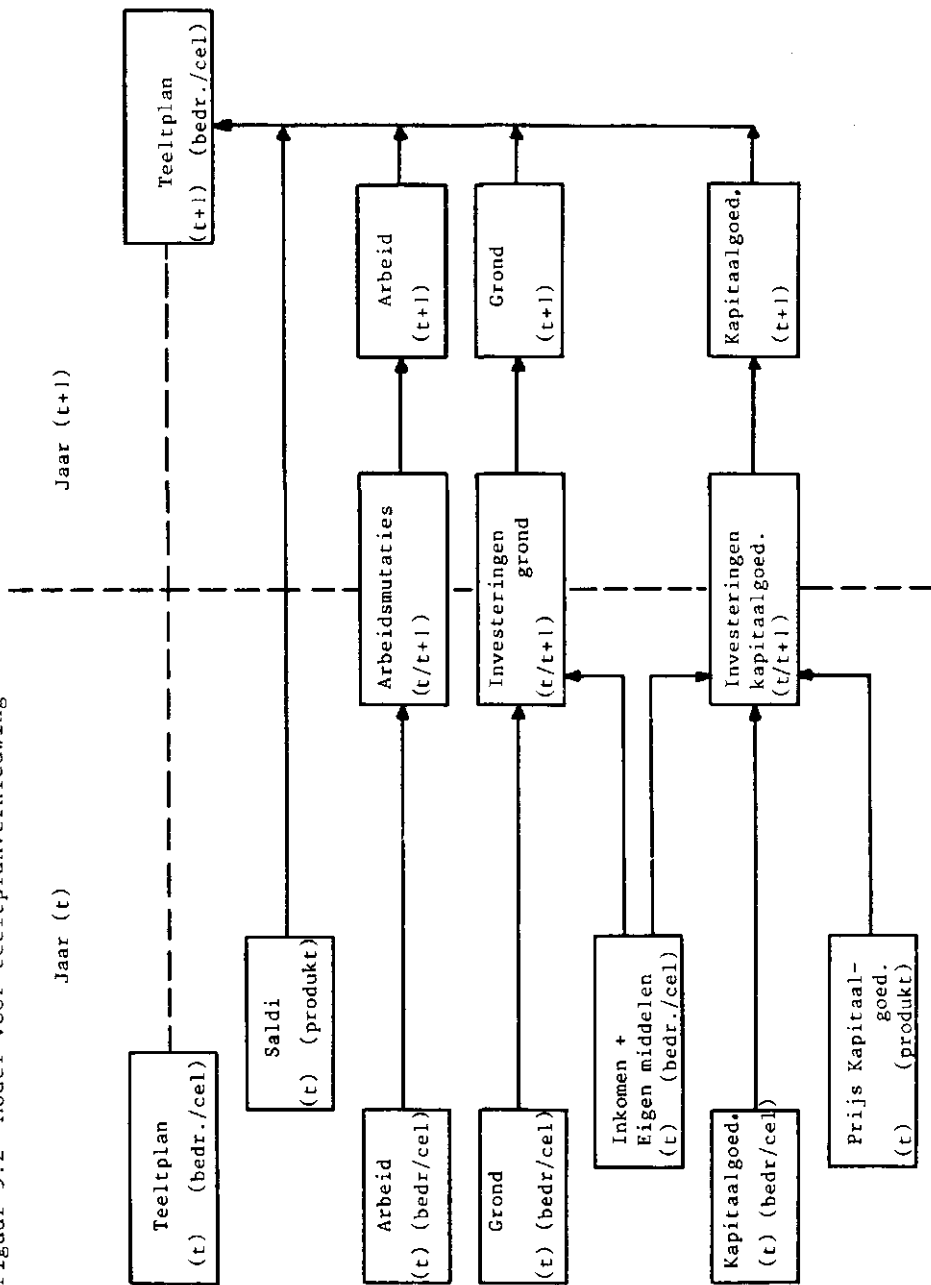 Jaar (t)
Jaar (t+1)
Teeltplan
(t) (bedr./cel)
Teeltplan
(t+1) (bedr./cel)
Saldi
(t) (produkt)
Arbeid
(t) (bedr/cel)
Arbeidsmutaties
(t/t+1)
Arbeid
(t+1)
Grond
(t) (bedr/cel)
Investeringen
grond
(t/t+1)
Grond
(t+1)
Inkomen +
Eigen middelen
(t) (bedr./cel)
Kapitaalgoed.
(t) (bedr/cel)
Investeringen
kapitaalgoed.
(t/t+1)
Kapitaalgoed.
(t+1)
Prijs Kapitaal-
goed.
(t) (produkt)